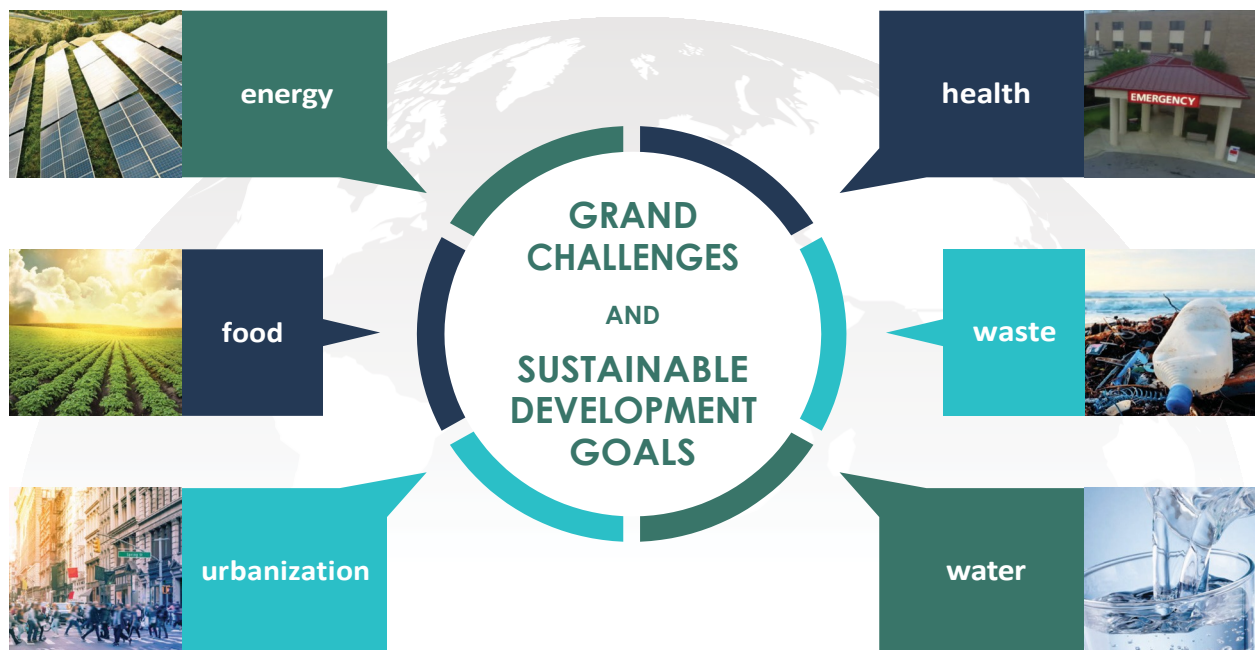 energy
health
EMERGENCY
GRAND
CHALLENGES
AND
SUSTAINABLE
DEVELOPMENT
GOALS
food
waste
urbanization
water